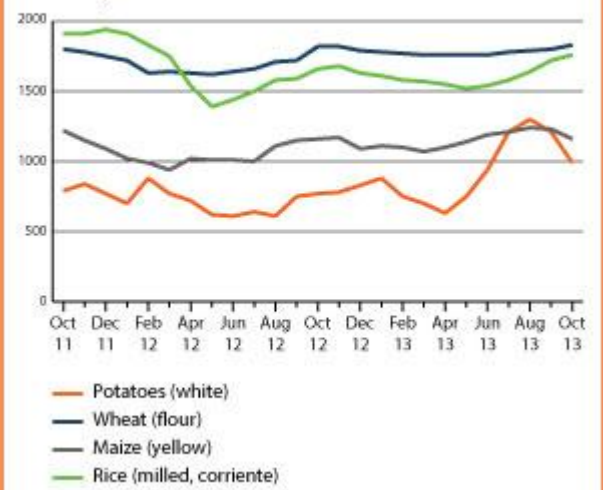 2000
1500
1000
500
0
Oct Dec Feb Apr Jun Aug Oct Dec Feb Apr Jun Aug Oct
11 11 12 12 12 12 12 12 13 13 13 13 13
Potatoes (white)
Wheat (flour)
Maize (yellow)
Rice (milled, corriente)